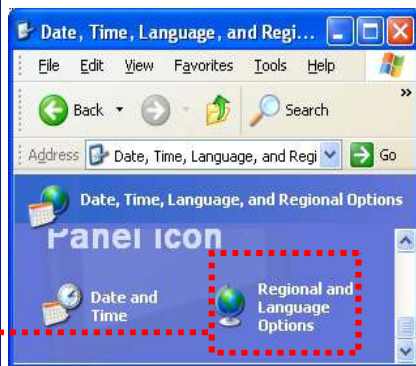 Date, Time, Language, and Regi...
File Edit View Favorites Tools Help
Back Search »
Address Date, Time, Language, and Regi Go
Date, Time, Language, and Regional Options
Panel Icon
Date and
Time
Regional and
Language
Options